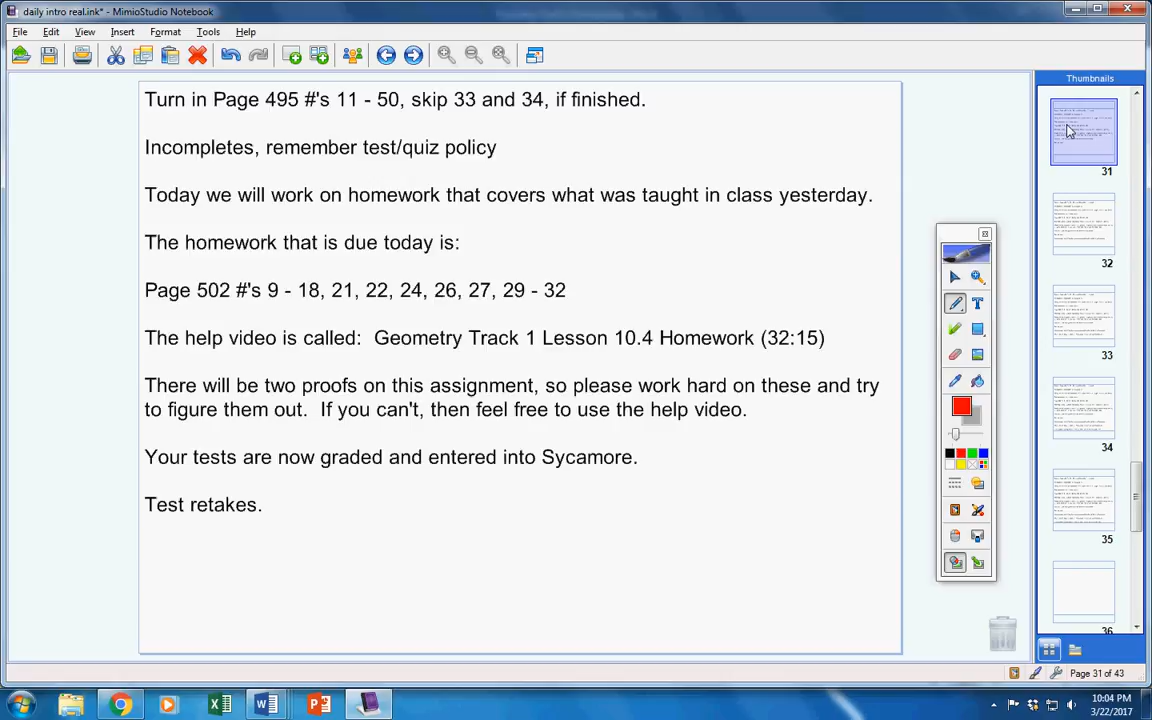 daily intro real.ink* - MimioStudio Notebook
File Edit View Insert Format Tools Help
Turn in Page 495 #'s 11 - 50, skip 33 and 34, if finished.
Incompletes, remember test/quiz policy
Today we will work on homework that covers what was taught in class yesterday.
The homework that is due today is:
Page 502 #'s 9 - 18, 21, 22, 24, 26, 27, 29 - 32
The help video is called:  Geometry Track 1 Lesson 10.4 Homework (32:15)
There will be two proofs on this assignment, so please work hard on these and try
to figure them out.  If you can't, then feel free to use the help video.
Your tests are now graded and entered into Sycamore.
Test retakes.
Thumbnails
31
32
33
34
35
36
Page 31 of 43
10:04 PM
3/22/2017